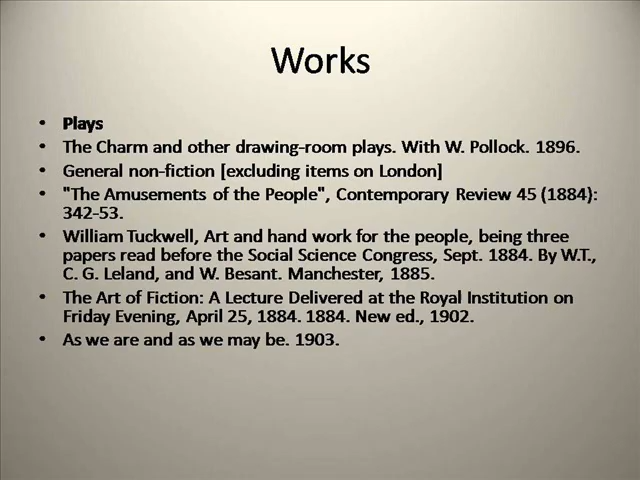 Works
• Plays
• The Charm and other drawing-room plays. With W. Pollock. 1896.
• General non-fiction [excluding items on London]
• "The Amusements of the People", Contemporary Review 45 (1884):
342-53.
• William Tuckwell, Art and hand work for the people, being three
papers read before the Social Science Congress, Sept. 1884. By W.T.,
C. G. Leland, and W. Besant. Manchester, 1885.
• The Art of Fiction: A Lecture Delivered at the Royal Institution on
Friday Evening, April 25, 1884. 1884. New ed., 1902.
• As we are and as we may be. 1903.